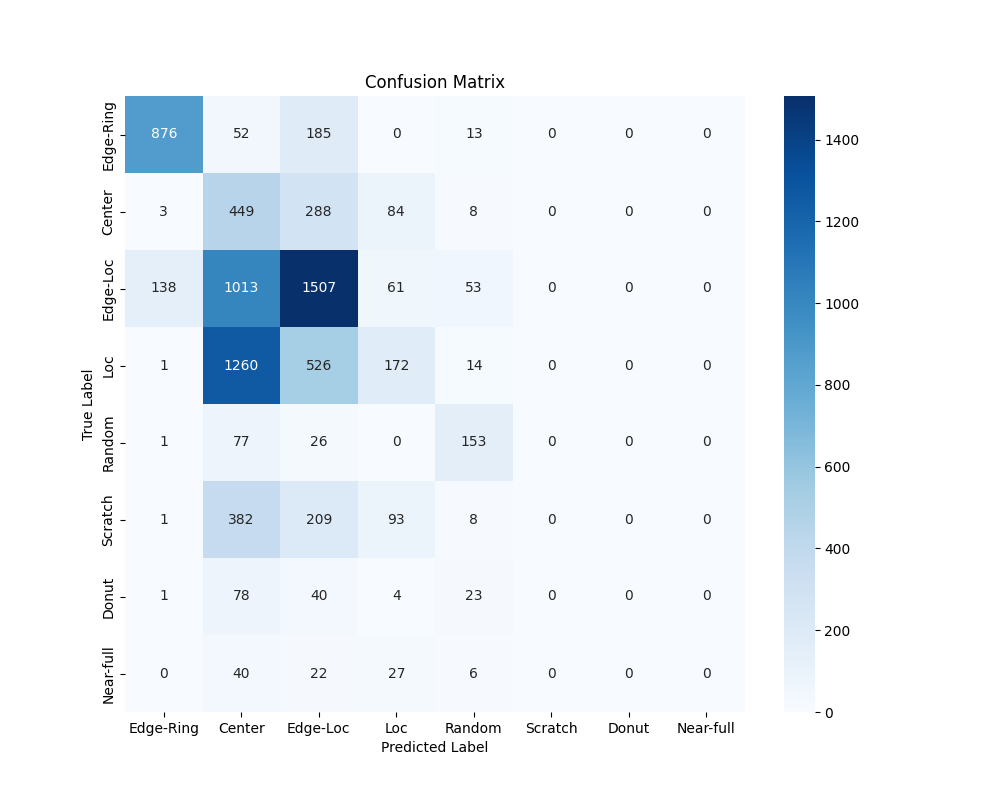 Confusion Matrix
Edge-Ring 876 52 185 0 13 0 0 0
Center 3 449 288 84 8 0 0 0
Edge-Loc 138 1013 1507 61 53 0 0 0
Loc 1 1260 526 172 14 0 0 0
Random 1 77 26 0 153 0 0 0
Scratch 1 382 209 93 8 0 0 0
Donut 1 78 40 4 23 0 0 0
Near-full 0 40 22 27 6 0 0 0
True Label
Edge-Ring Center Edge-Loc Loc Random Scratch Donut Near-full
Predicted Label
1400
1200
1000
800
600
400
200
0